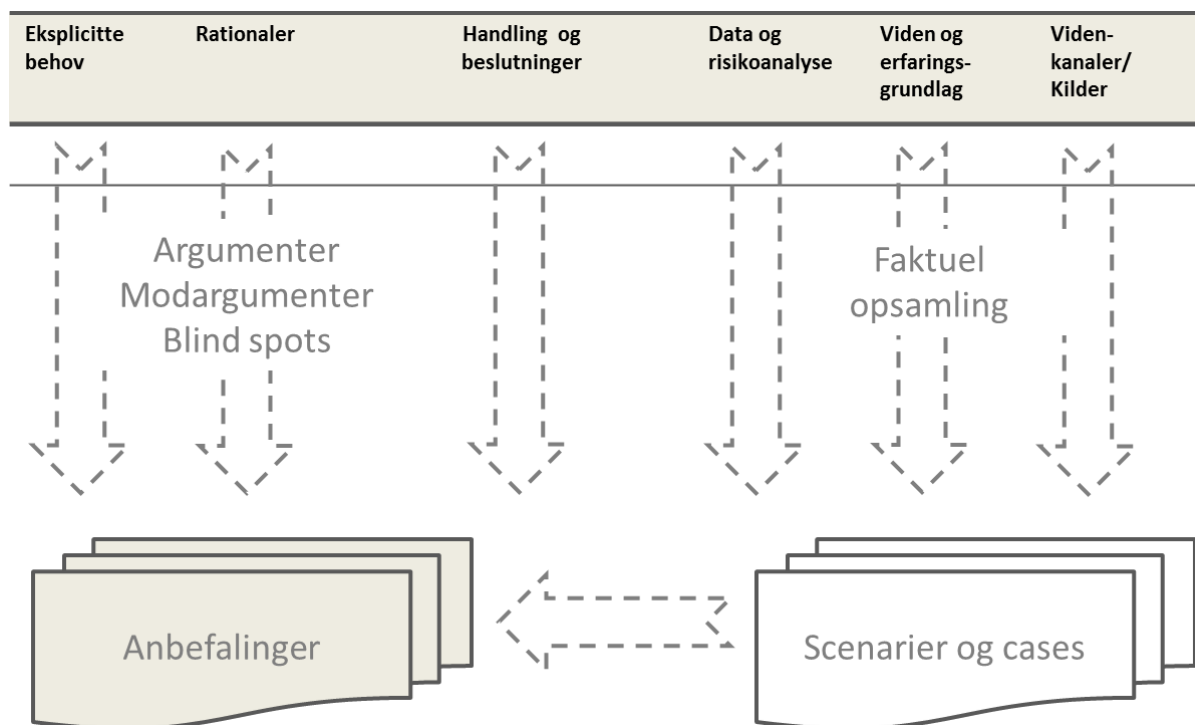 Eksplicitte
behov
Rationaler
Handling og
beslutninger
Data og
risikoanalyse
Viden og
erfarings-
grundlag
Viden-
kanaler/
Kilder
Argumenter
Modargumenter
Blind spots
Faktuel
opsamling
Anbefalinger
Scenarier og cases